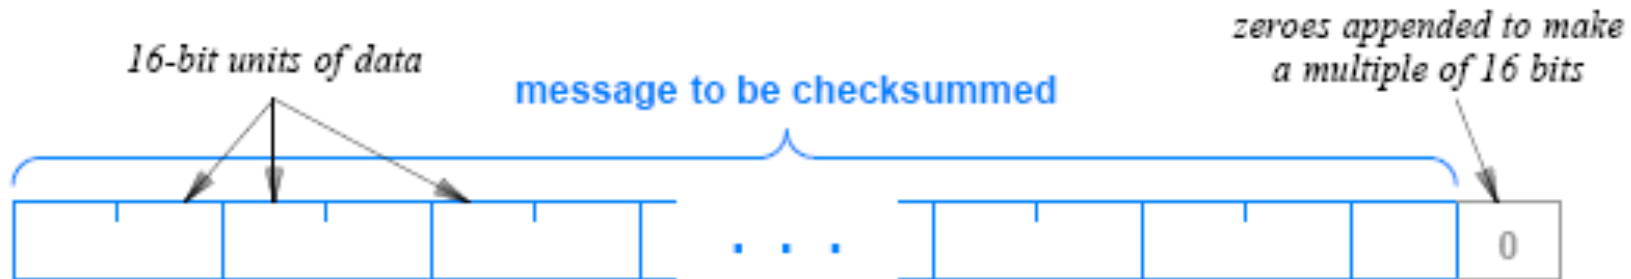 16-bit units of data
message to be checksummed
zeroes appended to make
a multiple of 16 bits
. . .
0